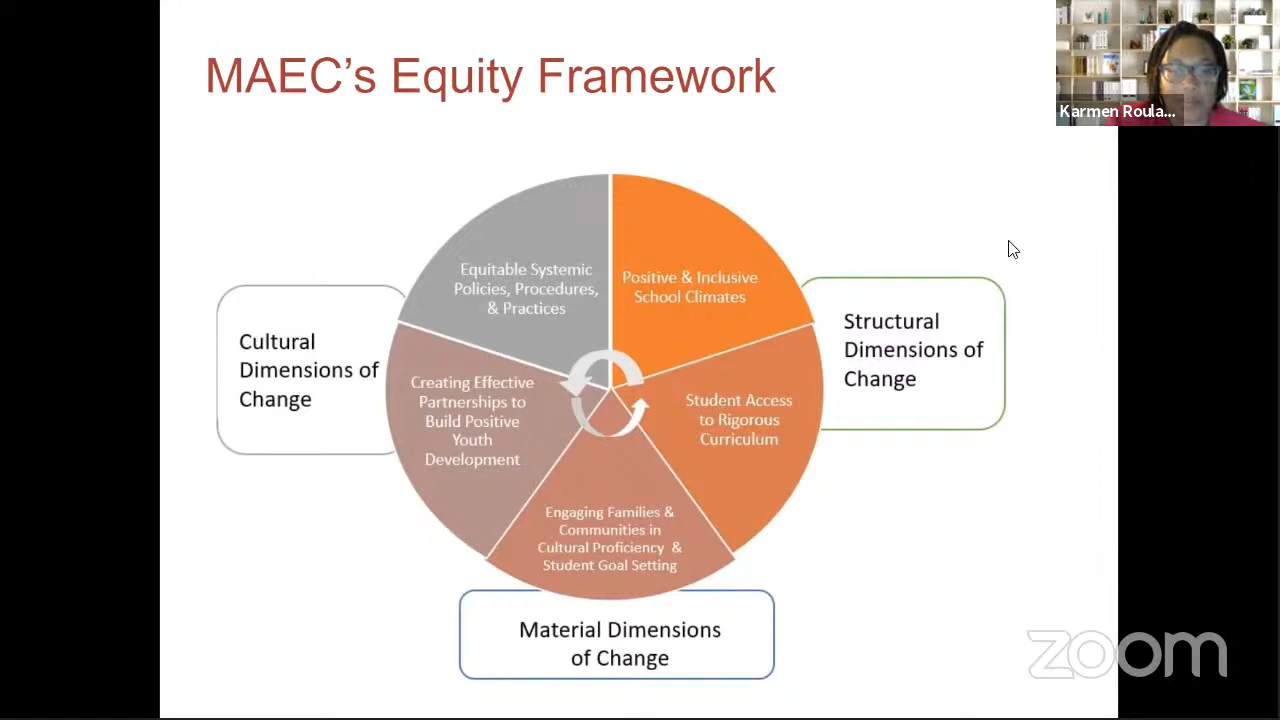 MAEC’s Equity Framework
Karmen Roula...
Equitable Systemic
Policies, Procedures,
& Practices
Positive & Inclusive
School Climates
Cultural
Dimensions of
Change
Structural
Dimensions of
Change
Creating Effective
Partnerships to
Build Positive
Youth
Development
Student Access
to Rigorous
Curriculum
Engaging Families &
Communities in
Cultural Proficiency &
Student Goal Setting
Material Dimensions
of Change
zoom